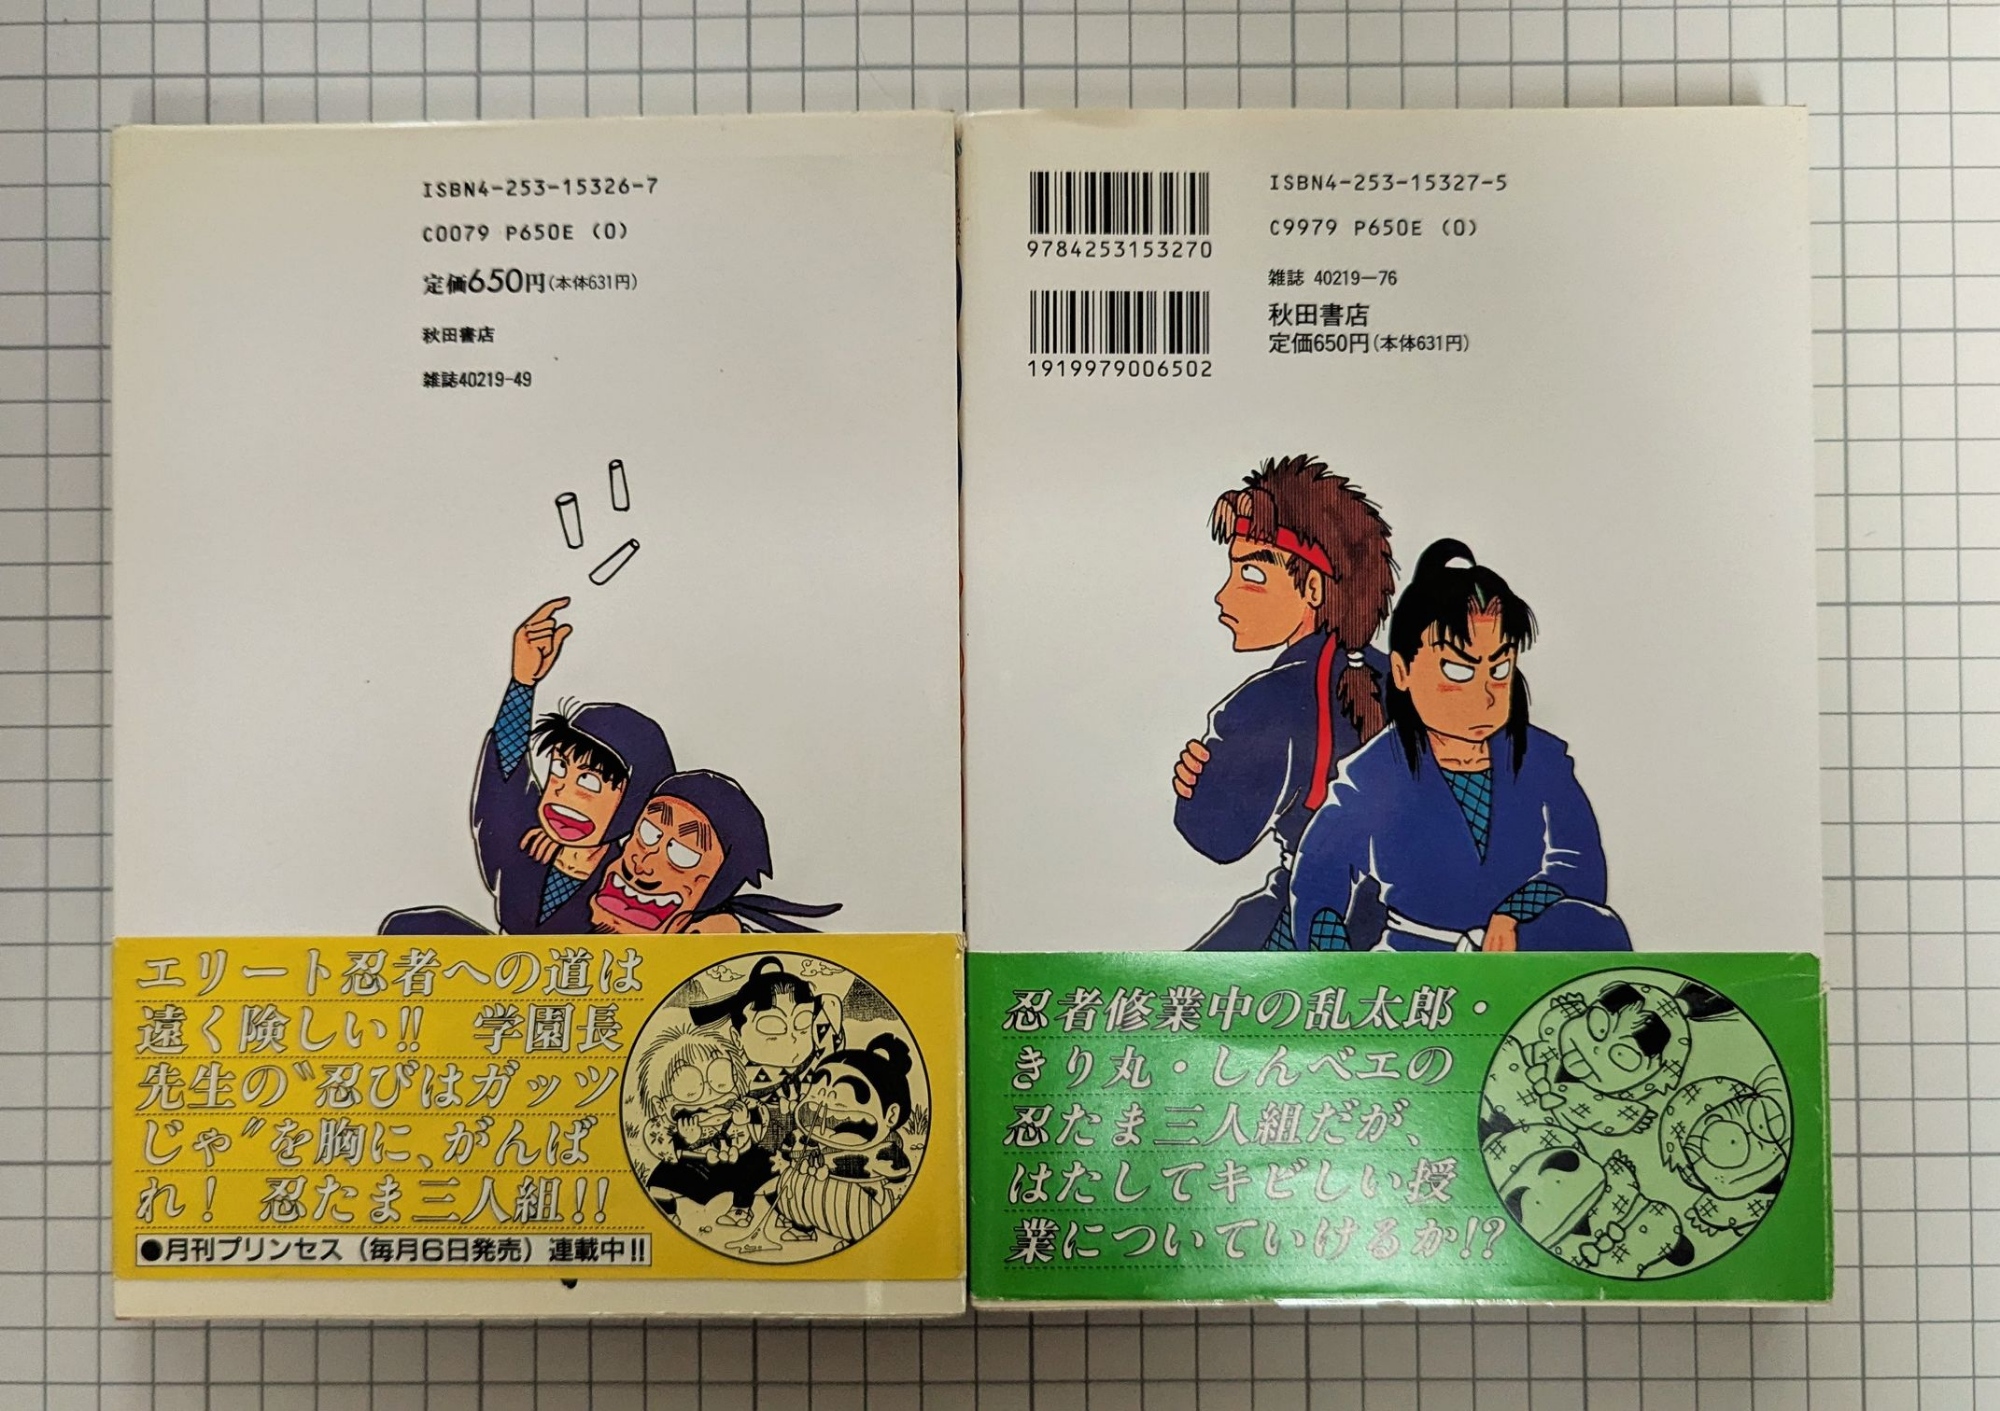 ISBN4-253-15326-7
C0079 P650E (0)
定価650円(本体631円)
秋田書店
雑誌40219-49
エリート忍者への道は
遠く険しい!! 学園長
先生の〝忍びはガッツ
じゃ〞を胸に、がんば
れ! 忍たま三人組!!
●月刊プリンセス(毎月6日発売)連載中!!
9784253153270
1919979006502
ISBN4-253-15327-5
C9979 P650E (0)
雑誌 40219-76
秋田書店
定価650円(本体631円)
忍者修業中の乱太郎・
きり丸・しんベエの
忍たま三人組だが、
はたしてキビしい授
業についていけるか!?